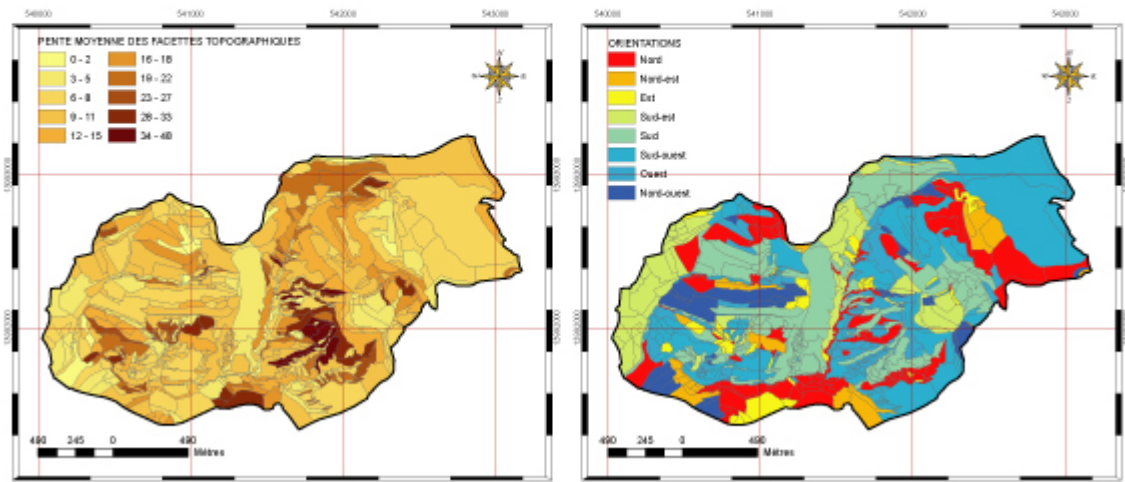 540000 541000 542000 543000
PENTE MOYENNE DES FACETTES TOPOGRAPHIQUES
0 - 2
3 - 5
6 - 8
9 - 11
12 - 15
16 - 18
19 - 22
23 - 27
28 - 33
34 - 48
490 245 0 490
Mètres
540000 541000 542000
ORIENTATIONS
Nord
Nord-est
Est
Sud-est
Sud
Sud-ouest
Ouest
Nord-ouest
490 245 0 490
Mètres